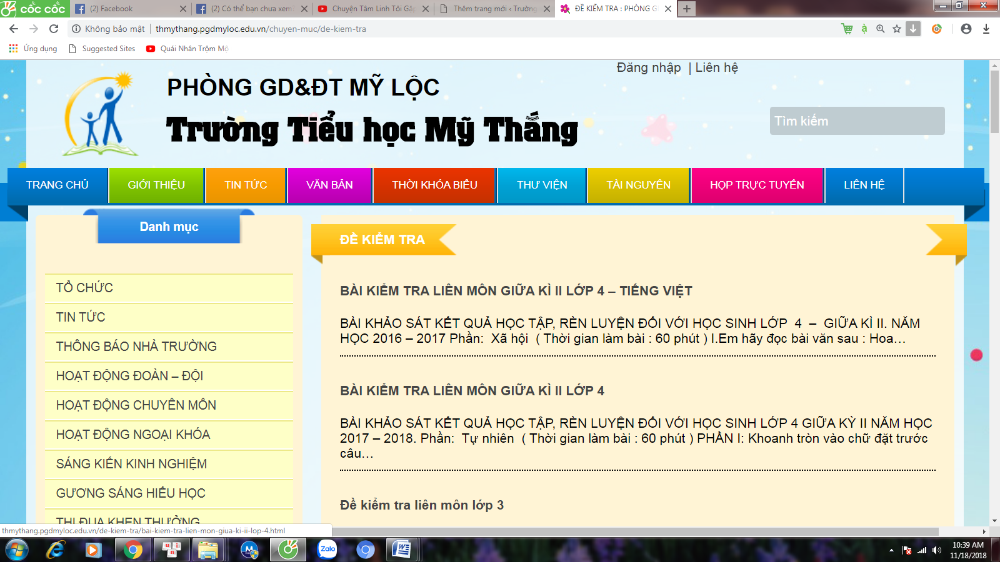 cốc cốc
(2) Facebook
(2) Có thể bạn chưa xem
Chuyện Tâm Linh Tôi Gặp
Thêm trang mới ‹ Trường
ĐỀ KIỂM TRA : PHÒNG G
Không bảo mật | thmythang.pgdmyloc.edu.vn/chuyen-muc/de-kiem-tra
Ứng dụng
Suggested Sites
Quái Nhân Trộm Mộ
Đăng nhập | Liên hệ
PHÒNG GD&ĐT MỸ LỘC
Trường Tiểu học Mỹ Thắng
Tìm kiếm
TRANG CHỦ
GIỚI THIỆU
TIN TỨC
VĂN BẢN
THỜI KHÓA BIỂU
THƯ VIỆN
TÀI NGUYÊN
HỌP TRỰC TUYẾN
LIÊN HỆ
Danh mục
TỔ CHỨC
TIN TỨC
THÔNG BÁO NHÀ TRƯỜNG
HOẠT ĐỘNG ĐOÀN – ĐỘI
HOẠT ĐỘNG CHUYÊN MÔN
HOẠT ĐỘNG NGOẠI KHÓA
SÁNG KIẾN KINH NGHIỆM
GƯƠNG SÁNG HIẾU HỌC
THI ĐUA KHEN THƯỞNG
ĐỀ KIỂM TRA
BÀI KIỂM TRA LIÊN MÔN GIỮA KÌ II LỚP 4 – TIẾNG VIỆT
BÀI KHẢO SÁT KẾT QUẢ HỌC TẬP, RÈN LUYỆN ĐỐI VỚI HỌC SINH LỚP 4 – GIỮA KÌ II. NĂM
HỌC 2016 – 2017 Phần: Xã hội ( Thời gian làm bài : 60 phút ) I.Em hãy đọc bài văn sau : Hoa…
BÀI KIỂM TRA LIÊN MÔN GIỮA KÌ II LỚP 4
BÀI KHẢO SÁT KẾT QUẢ HỌC TẬP, RÈN LUYỆN ĐỐI VỚI HỌC SINH LỚP 4 GIỮA KỲ II NĂM HỌC
2017 – 2018. Phần: Tự nhiên ( Thời gian làm bài : 60 phút ) PHẦN I: Khoanh tròn vào chữ đặt trước
câu…
Đề kiểm tra liên môn lớp 3
thmythang.pgdmyloc.edu.vn/de-kiem-tra/bai-kiem-tra-lien-mon-giua-ki-ii-lop-4.html
Zalo
10:39 AM
11/18/2018